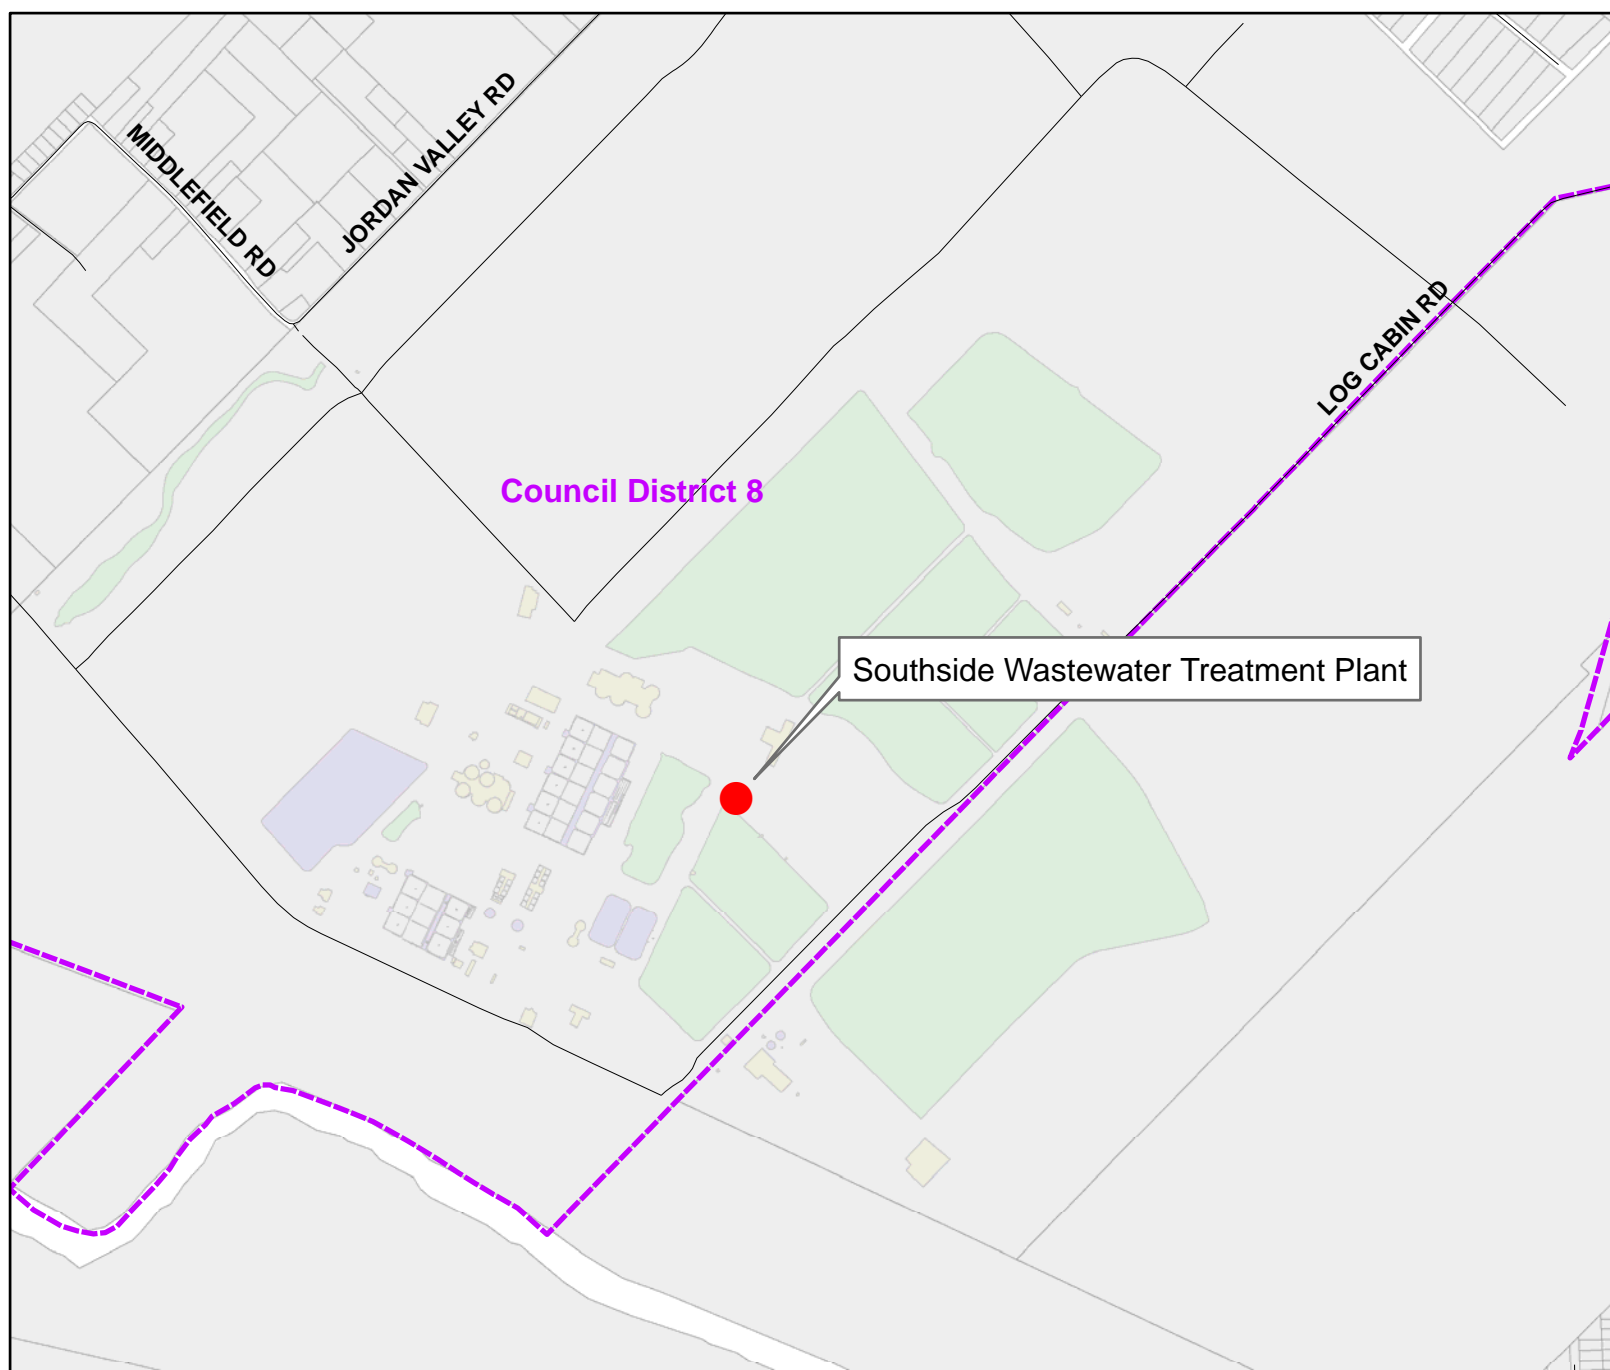 MIDDLEFIELD RD
JORDAN VALLEY RD
LOG CABIN RD
Council District 8
Southside Wastewater Treatment Plant